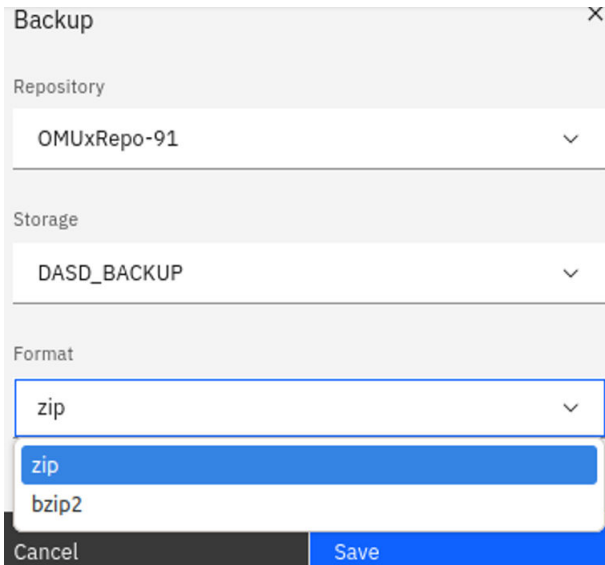 Backup
Repository
OMUxRepo-91
Storage
DASD_BACKUP
Format
zip
zip
bzip2
Cancel
Save